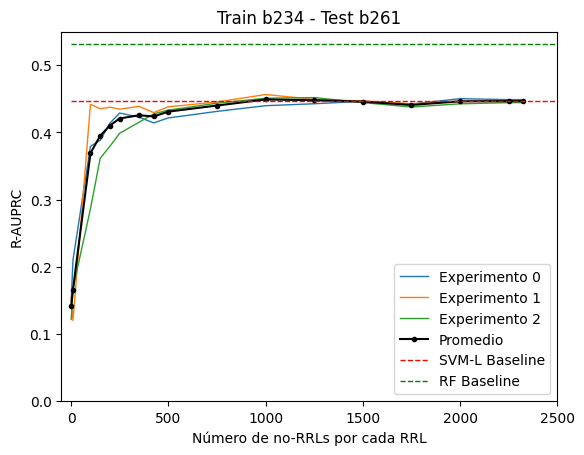 Train b234 - Test b261
R-AUPRC
0.5
0.4
0.3
0.2
0.1
0.0
0
500
1000
1500
2000
2500
Experimento 0
Experimento 1
Experimento 2
Promedio
SVM-L Baseline
RF Baseline
Número de no-RRLs por cada RRL